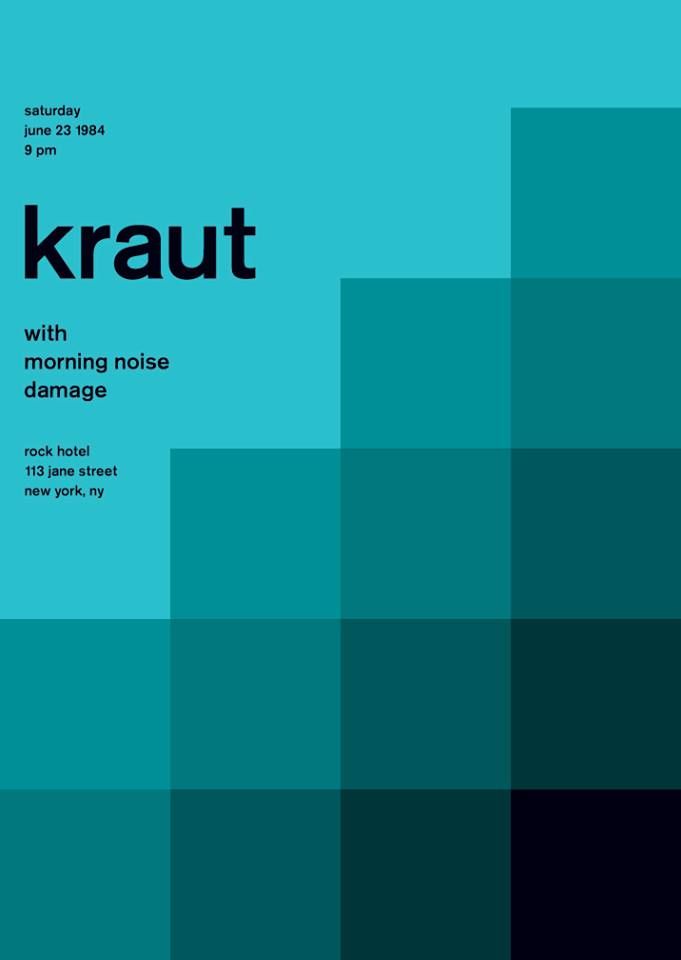 saturday
june 23 1984
9 pm
kraut
with
morning noise
damage
rock hotel
113 jane street
new york, ny